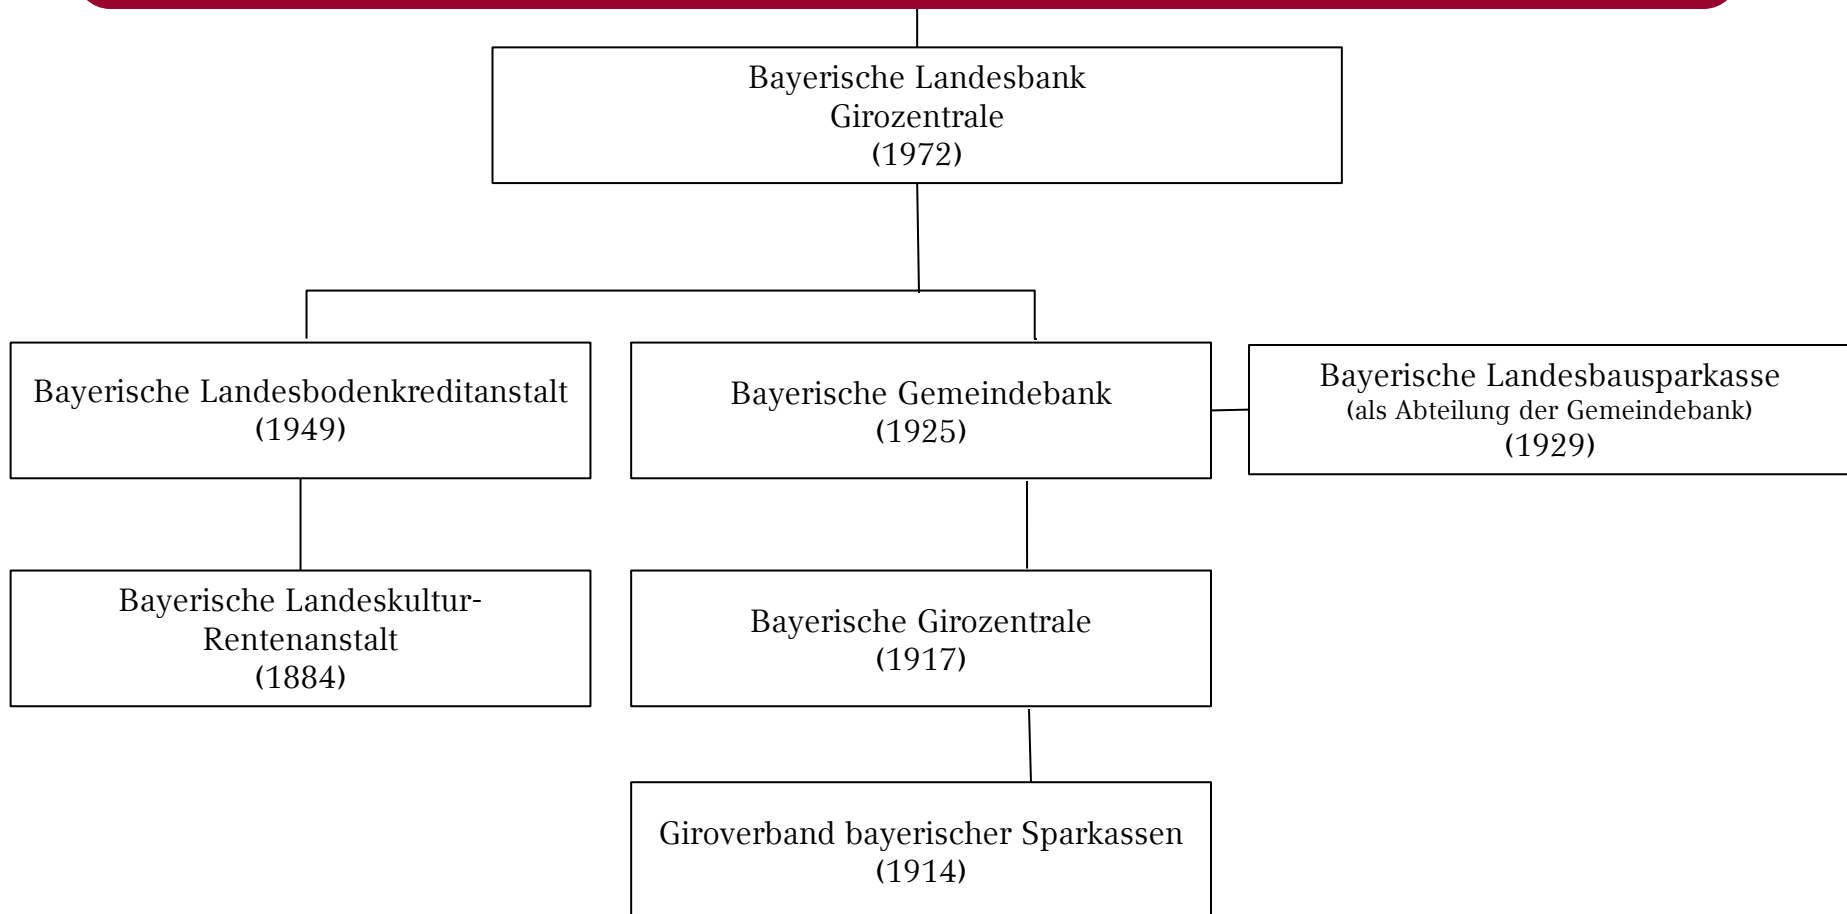 Bayerische Landesbank
Girozentrale
(1972)
Bayerische Landesbodenkreditanstalt
(1949)
Bayerische Gemeindebank
(1925)
Bayerische Landesbausparkasse
(als Abteilung der Gemeindebank)
(1929)
Bayerische Landeskultur-
Rentenanstalt
(1884)
Bayerische Girozentrale
(1917)
Giroverband bayerischer Sparkassen
(1914)